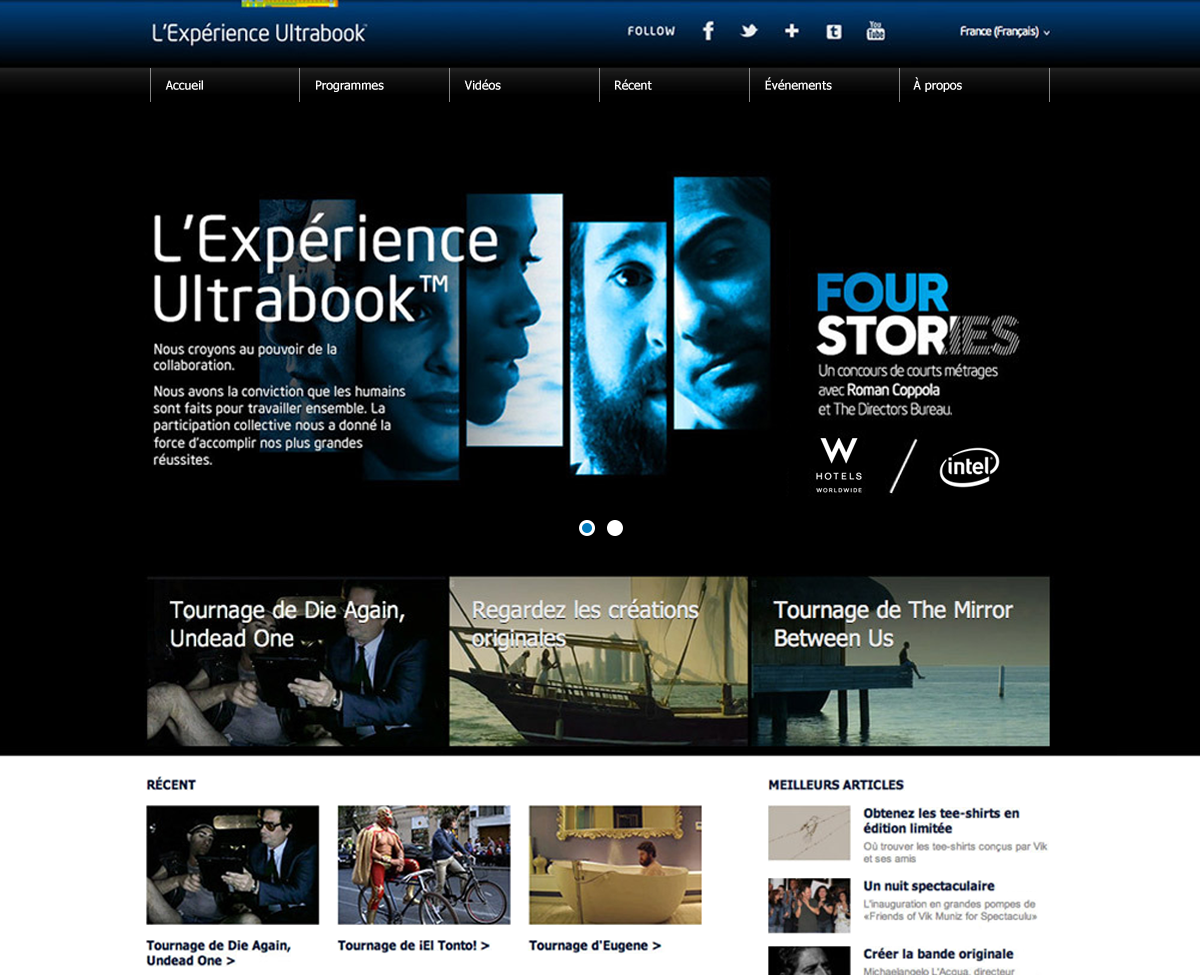 L'Expérience Ultrabook™
FOLLOW
You
Tube
France (Français)
Accueil
Programmes
Vidéos
Récent
Événements
À propos
L'Expérience
Ultrabook™
Nous croyons au pouvoir de la
collaboration.
Nous avons la conviction que les humains
sont faits pour travailler ensemble. La
participation collective nous a donné la
force d'accomplir nos plus grandes
réussites.
FOUR
STORIES
Un concours de courts métrages
avec Roman Coppola
et The Directors Bureau.
W
HOTELS
WORLDWIDE
intel
Tournage de Die Again,
Undead One
Regardez les créations
originales
Tournage de The Mirror
Between Us
RÉCENT
Tournage de Die Again,
Undead One >
Tournage de ¡El Tonto! >
Tournage d'Eugene >
MEILLEURS ARTICLES
Obtenez les tee-shirts en
édition limitée
Où trouver les tee-shirts conçus par Vik
et ses amis
Un nuit spectaculaire
L'inauguration en grandes pompes de
«Friends of Vik Muniz for Spectaculu»
Créer la bande originale
Michaelangelo L'Acqua, directeur